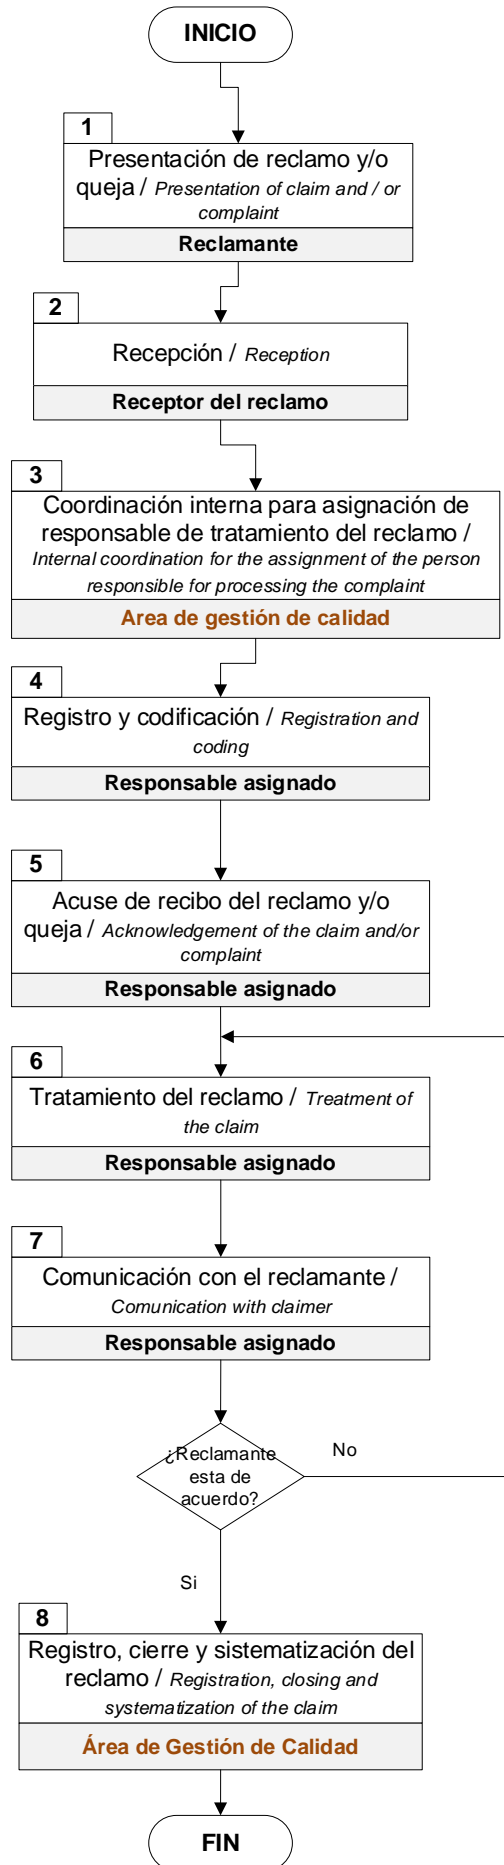 INICIO
1
Presentación de reclamo y/o
queja / Presentation of claim and / or
complaint
Reclamante
2
Recepción / Reception
Receptor del reclamo
3
Coordinación interna para asignación de
responsable de tratamiento del reclamo /
Internal coordination for the assignment of the person
responsible for processing the complaint
Area de gestión de calidad
4
Registro y codificación / Registration and
coding
Responsable asignado
5
Acuse de recibo del reclamo y/o
queja / Acknowledgement of the claim and/or
complaint
Responsable asignado
6
Tratamiento del reclamo / Treatment of
the claim
Responsable asignado
7
Comunicación con el reclamante /
Comunication with claimer
Responsable asignado
¿Reclamante
esta de
acuerdo?
No
Si
8
Registro, cierre y sistematización del
reclamo / Registration, closing and
systematization of the claim
Área de Gestión de Calidad
FIN